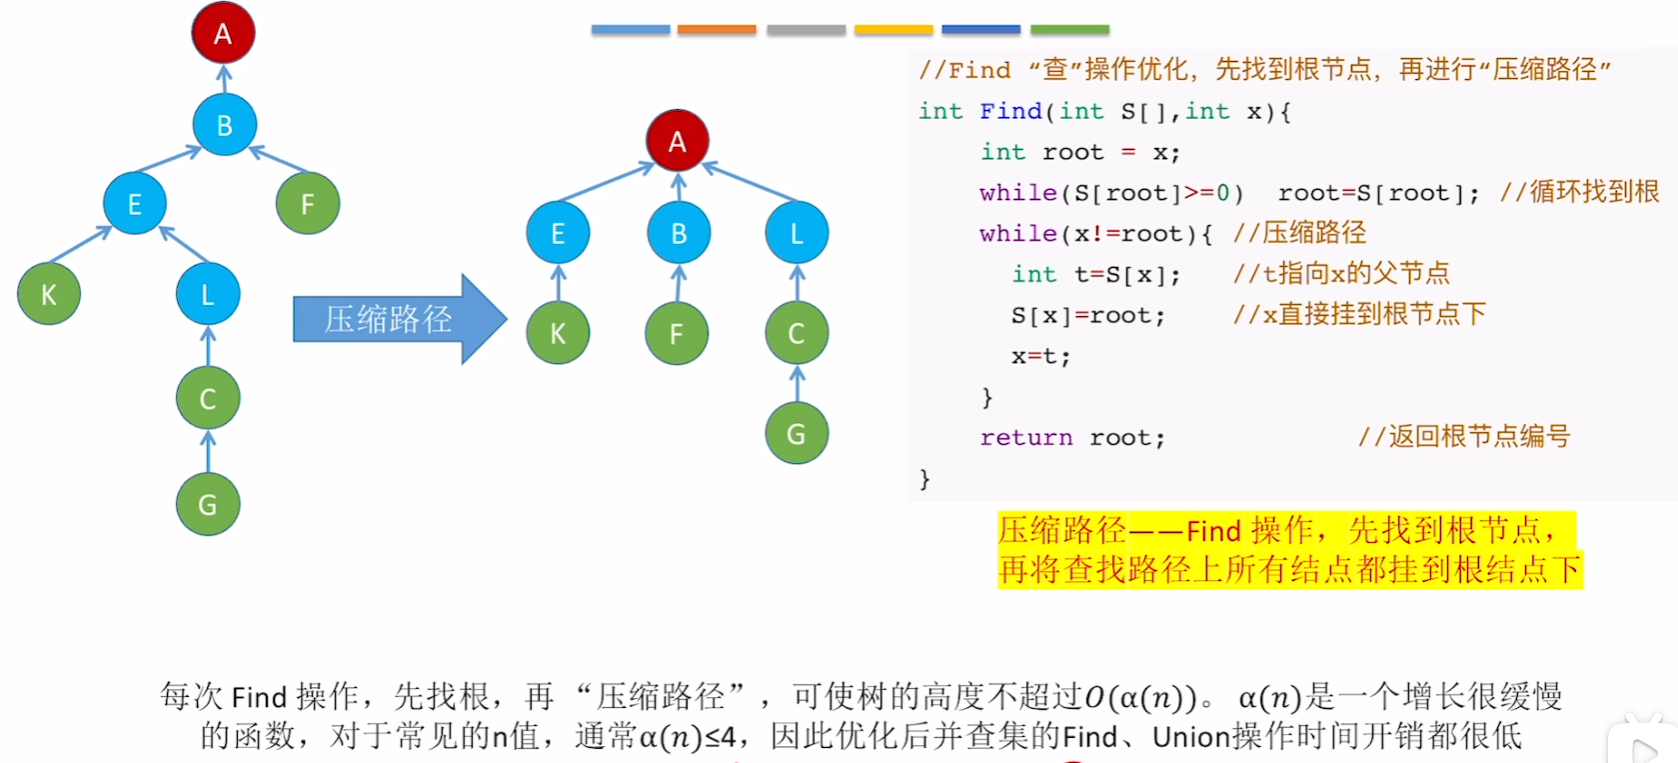 A
B
E
F
K
L
C
G
压缩路径
A
E
B
L
K
F
C
G
//Find “查”操作优化，先找到根节点，再进行“压缩路径”
int Find(int S[],int x){
int root = x;
while(S[root]>=0) root=S[root]; //循环找到根
while(x!=root){ //压缩路径
int t=S[x]; //t指向x的父节点
S[x]=root; //x直接挂到根节点下
x=t;
}
return root; //返回根节点编号
}
压缩路径——Find 操作，先找到根节点，
再将查找路径上所有结点都挂到根结点下
每次 Find 操作，先找根，再 “压缩路径”，可使树的高度不超过O(α(n))。 α(n)是一个增长很缓慢
的函数，对于常见的n值，通常α(n)≤4，因此优化后并查集的Find、Union操作时间开销都很低